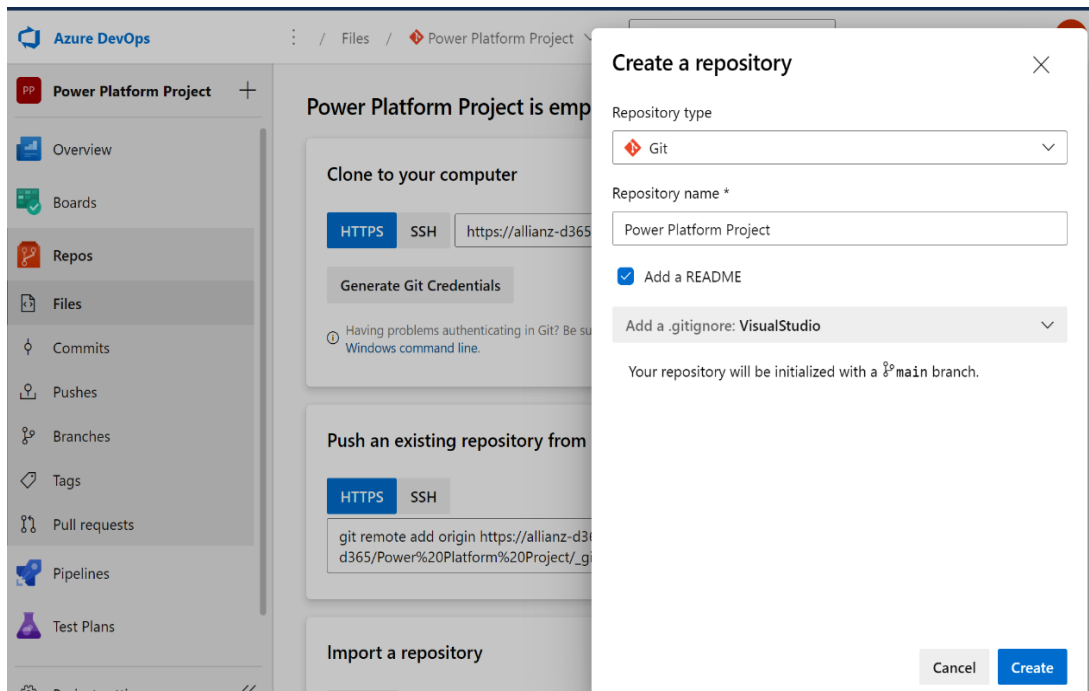 Azure DevOps
/ Files / Power Platform Project
PP Power Platform Project
Overview
Boards
Repos
Files
Commits
Pushes
Branches
Tags
Pull requests
Pipelines
Test Plans
Power Platform Project is emp
Clone to your computer
HTTPS SSH https://allianz-d365
Generate Git Credentials
Having problems authenticating in Git? Be su
Windows command line.
Push an existing repository from
HTTPS SSH
git remote add origin https://allianz-d3
d365/Power%20Platform%20Project/_gi
Import a repository
Create a repository
Repository type
Git
Repository name *
Power Platform Project
Add a README
Add a .gitignore: VisualStudio
Your repository will be initialized with a main branch.
Cancel Create